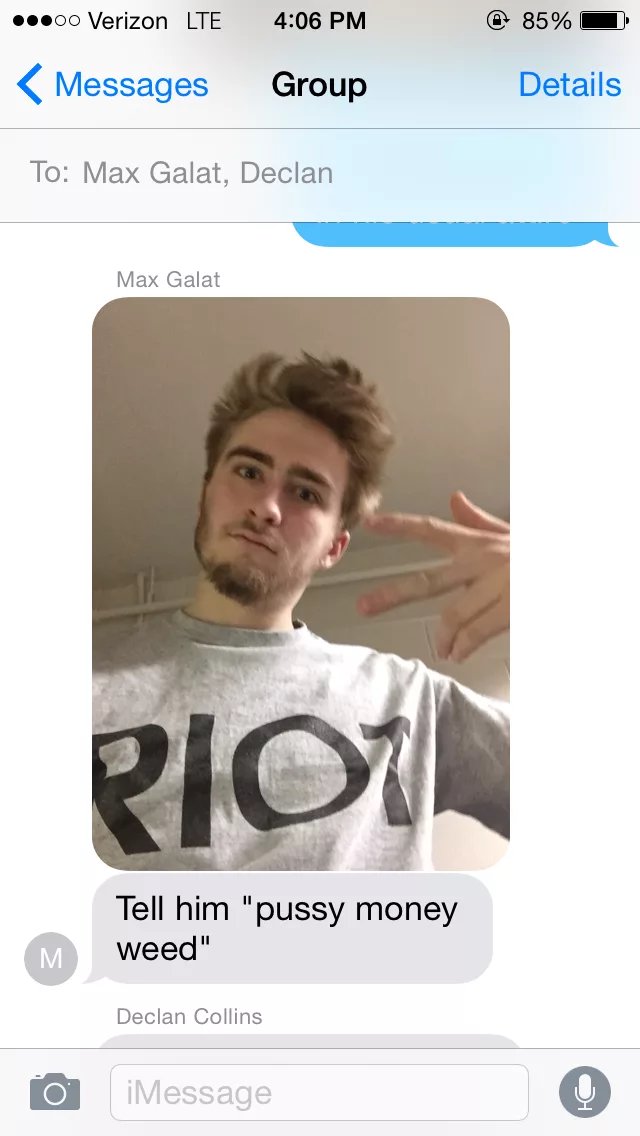 Verizon LTE 4:06 PM 85%
Messages Group Details
To: Max Galat, Declan
Max Galat
RIOT
Tell him "pussy money
weed"
M
Declan Collins
iMessage